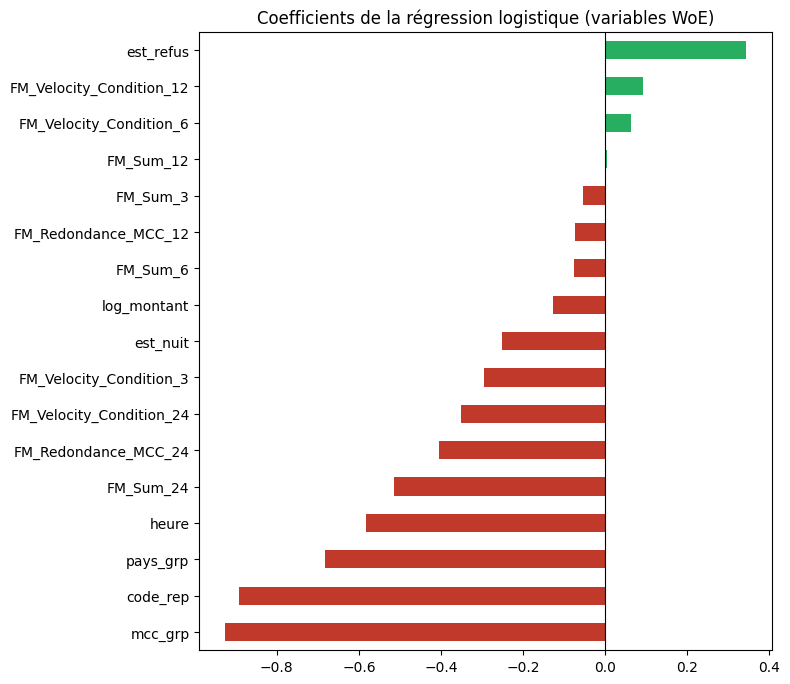 Coefficients de la régression logistique (variables WoE)
est_refus
FM_Velocity_Condition_12
FM_Velocity_Condition_6
FM_Sum_12
FM_Sum_3
FM_Redondance_MCC_12
FM_Sum_6
log_montant
est_nuit
FM_Velocity_Condition_3
FM_Velocity_Condition_24
FM_Redondance_MCC_24
FM_Sum_24
heure
pays_grp
code_rep
mcc_grp
−0.8 −0.6 −0.4 −0.2 0.0 0.2 0.4